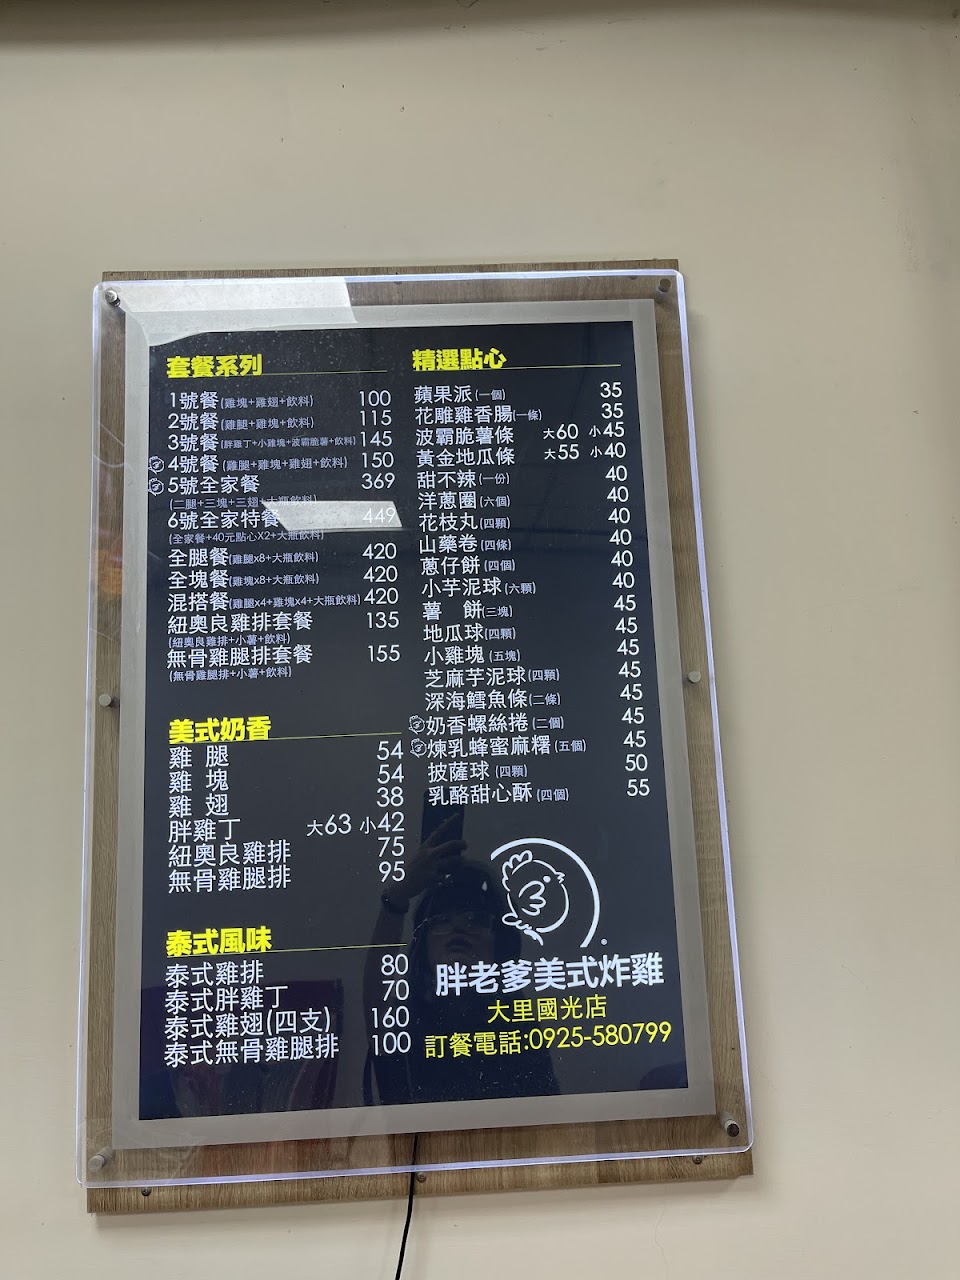 套餐系列
1號餐(雞塊+雞翅+飲料) 100
2號餐(雞腿+雞塊+飲料) 115
3號餐(胖雞丁+小雞塊+波霸脆薯+飲料) 145
4號餐(雞腿+雞塊+雞翅+飲料) 150
5號全家餐 369
(二腿+三塊+三翅+大瓶飲料)
6號全家特餐 449
(全家餐+40元點心X2+大瓶飲料)
全腿餐(雞腿x8+大瓶飲料) 420
全塊餐(雞塊x8+大瓶飲料) 420
混搭餐(雞腿x4+雞塊x4+大瓶飲料) 420
紐奧良雞排套餐 135
(紐奧良雞排+小薯+飲料)
無骨雞腿排套餐 155
(無骨雞腿排+小薯+飲料)
美式奶香
雞 腿 54
雞 塊 54
雞 翅 38
胖雞丁 大63 小42
紐奧良雞排 75
無骨雞腿排 95
泰式風味
泰式雞排 80
泰式胖雞丁 70
泰式雞翅(四支) 160
泰式無骨雞腿排 100
精選點心
蘋果派(一個) 35
花雕雞香腸(一條) 35
波霸脆薯條 大60 小45
黃金地瓜條 大55 小40
甜不辣(一份) 40
洋蔥圈(六個) 40
花枝丸(四顆) 40
山藥卷(四條) 40
蔥仔餅(四個) 40
小芋泥球(六顆) 40
薯 餅(三塊) 45
地瓜球(四顆) 45
小雞塊(五塊) 45
芝麻芋泥球(四顆) 45
深海鱈魚條(二條) 45
奶香螺絲捲(二個) 45
煉乳蜂蜜麻糬(五個) 45
披薩球(四顆) 50
乳酪甜心酥(四個) 55
胖老爹美式炸雞
大里國光店
訂餐電話:0925-580799